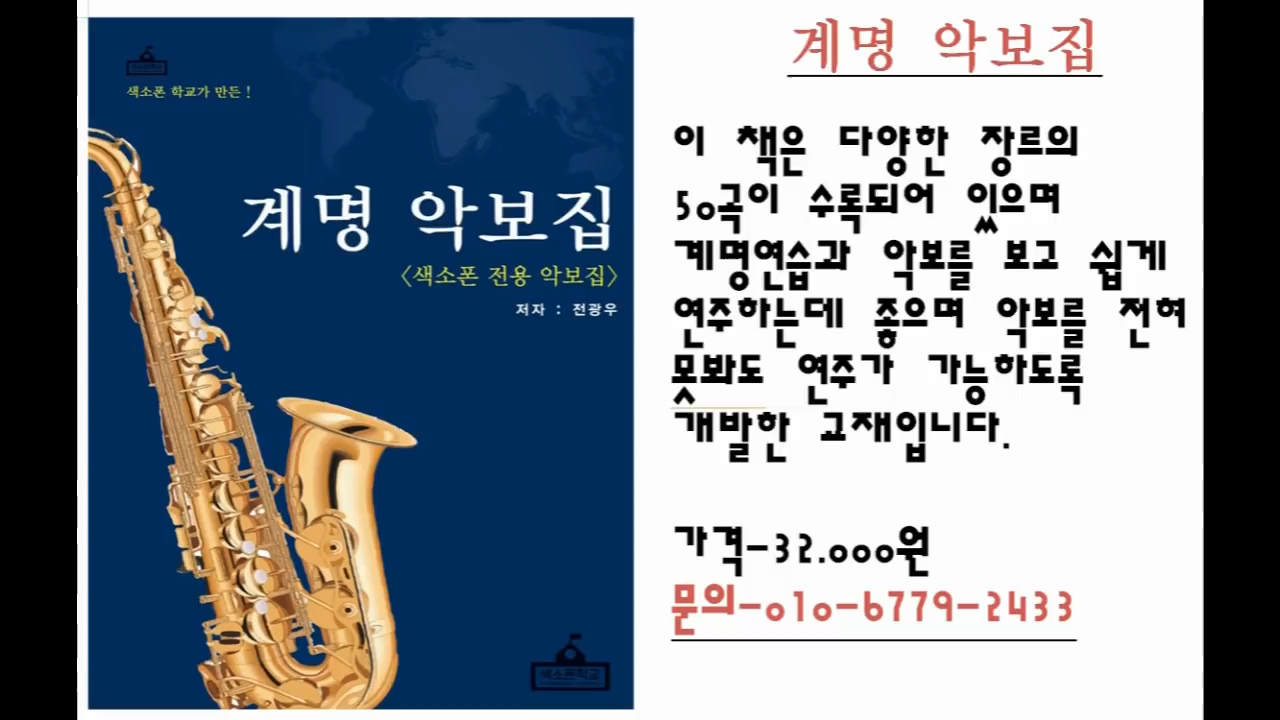 색소폰 학교가 만든 !
계명 악보집
<색소폰 전용 악보집>
저자 : 전광우
색소폰학교
계명 악보집
이 책은 다양한 장르의
50곡이 수록되어 있으며
계명연습과 악보를 보고 쉽게
연주하는데 좋으며 악보를 전혀
못봐도 연주가 가능하도록
개발한 교재입니다.
가격-32.000원
문의-010-6779-2433